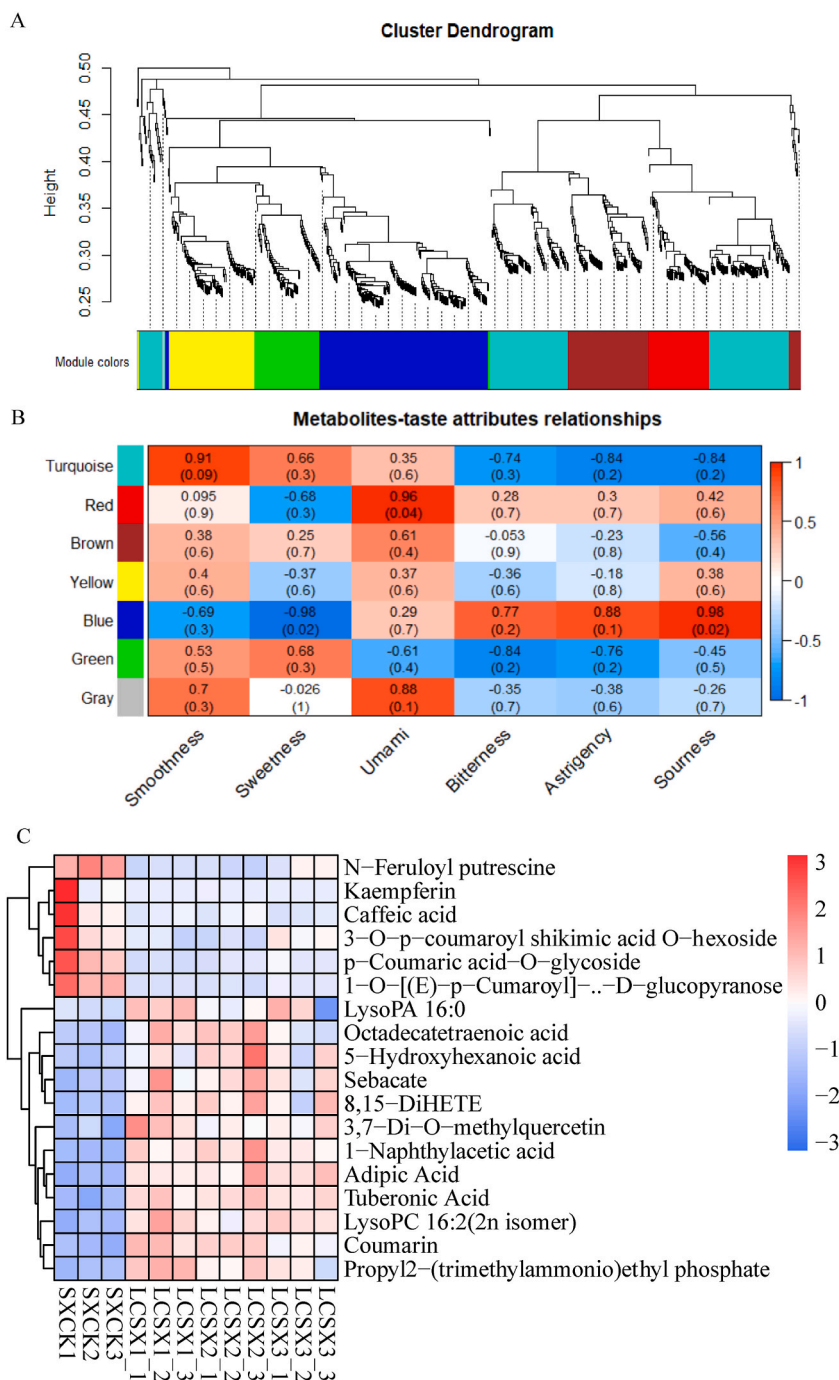 A
Cluster Dendrogram
Height
0.50
0.45
0.40
0.35
0.30
0.25
Module colors
B
Metabolites-taste attributes relationships
Turquoise 0.91 0.66 0.35 -0.74 -0.84 -0.84
(0.09) (0.3) (0.6) (0.3) (0.2) (0.2)
Red 0.095 -0.68 0.96 0.28 0.3 0.42
(0.9) (0.3) (0.04) (0.7) (0.7) (0.6)
Brown 0.38 0.25 0.61 -0.053 -0.23 -0.56
(0.6) (0.7) (0.4) (0.9) (0.8) (0.4)
Yellow 0.4 -0.37 0.37 -0.36 -0.18 0.38
(0.6) (0.6) (0.6) (0.6) (0.8) (0.6)
Blue -0.69 -0.98 0.29 0.77 0.88 0.98
(0.3) (0.02) (0.7) (0.2) (0.1) (0.02)
Green 0.53 0.68 -0.61 -0.84 -0.76 -0.45
(0.5) (0.3) (0.4) (0.2) (0.2) (0.5)
Gray 0.7 -0.026 0.88 -0.35 -0.38 -0.26
(0.3) (1) (0.1) (0.7) (0.6) (0.7)
1
0.5
0
-0.5
-1
Smoothness
Sweetness
Umami
Bitterness
Astrigency
Sourness
C
N−Feruloyl putrescine
Kaempferin
Caffeic acid
3−O−p−coumaroyl shikimic acid O−hexoside
p−Coumaric acid−O−glycoside
1−O−[(E)−p−Cumaroyl]−..−D−glucopyranose
LysoPA 16:0
Octadecatetraenoic acid
5−Hydroxyhexanoic acid
Sebacate
8,15−DiHETE
3,7−Di−O−methylquercetin
1−Naphthylacetic acid
Adipic Acid
Tuberonic Acid
LysoPC 16:2(2n isomer)
Coumarin
Propyl2−(trimethylammonio)ethyl phosphate
3
2
1
0
−1
−2
−3
SXCK1
SXCK2
SXCK3
LCSX1_1
LCSX1_2
LCSX1_3
LCSX2_1
LCSX2_2
LCSX2_3
LCSX3_1
LCSX3_2
LCSX3_3